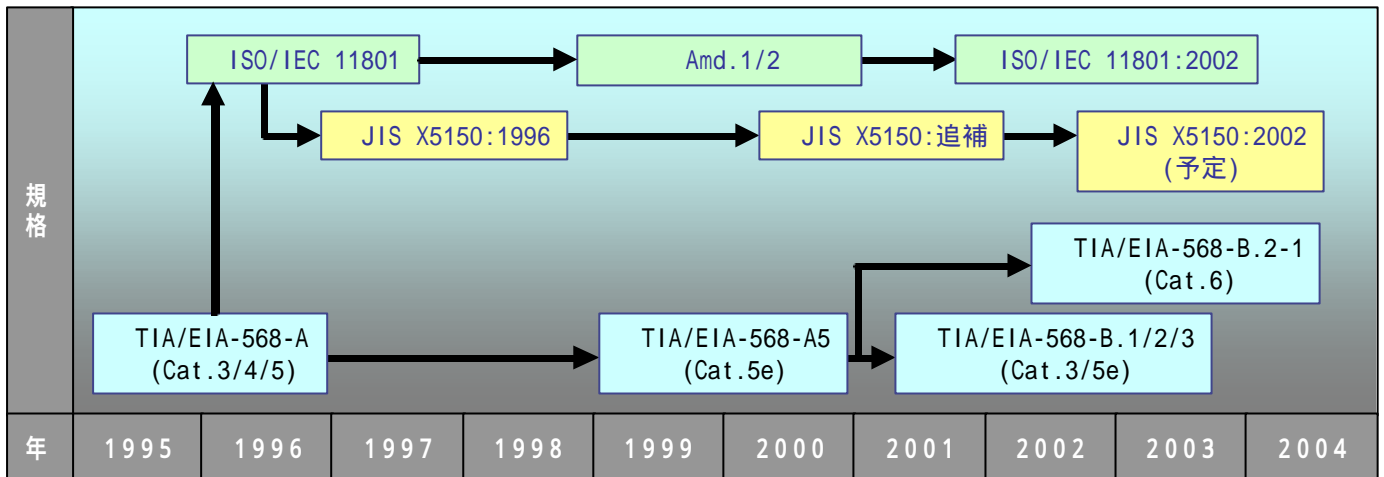 ISO/IEC 11801
Amd.1/2
ISO/IEC 11801:2002
JIS X5150:1996
JIS X5150:追補
JIS X5150:2002
(予定)
規格
TIA/EIA-568-B.2-1
(Cat.6)
TIA/EIA-568-A
(Cat.3/4/5)
TIA/EIA-568-A5
(Cat.5e)
TIA/EIA-568-B.1/2/3
(Cat.3/5e)
年 1995 1996 1997 1998 1999 2000 2001 2002 2003 2004